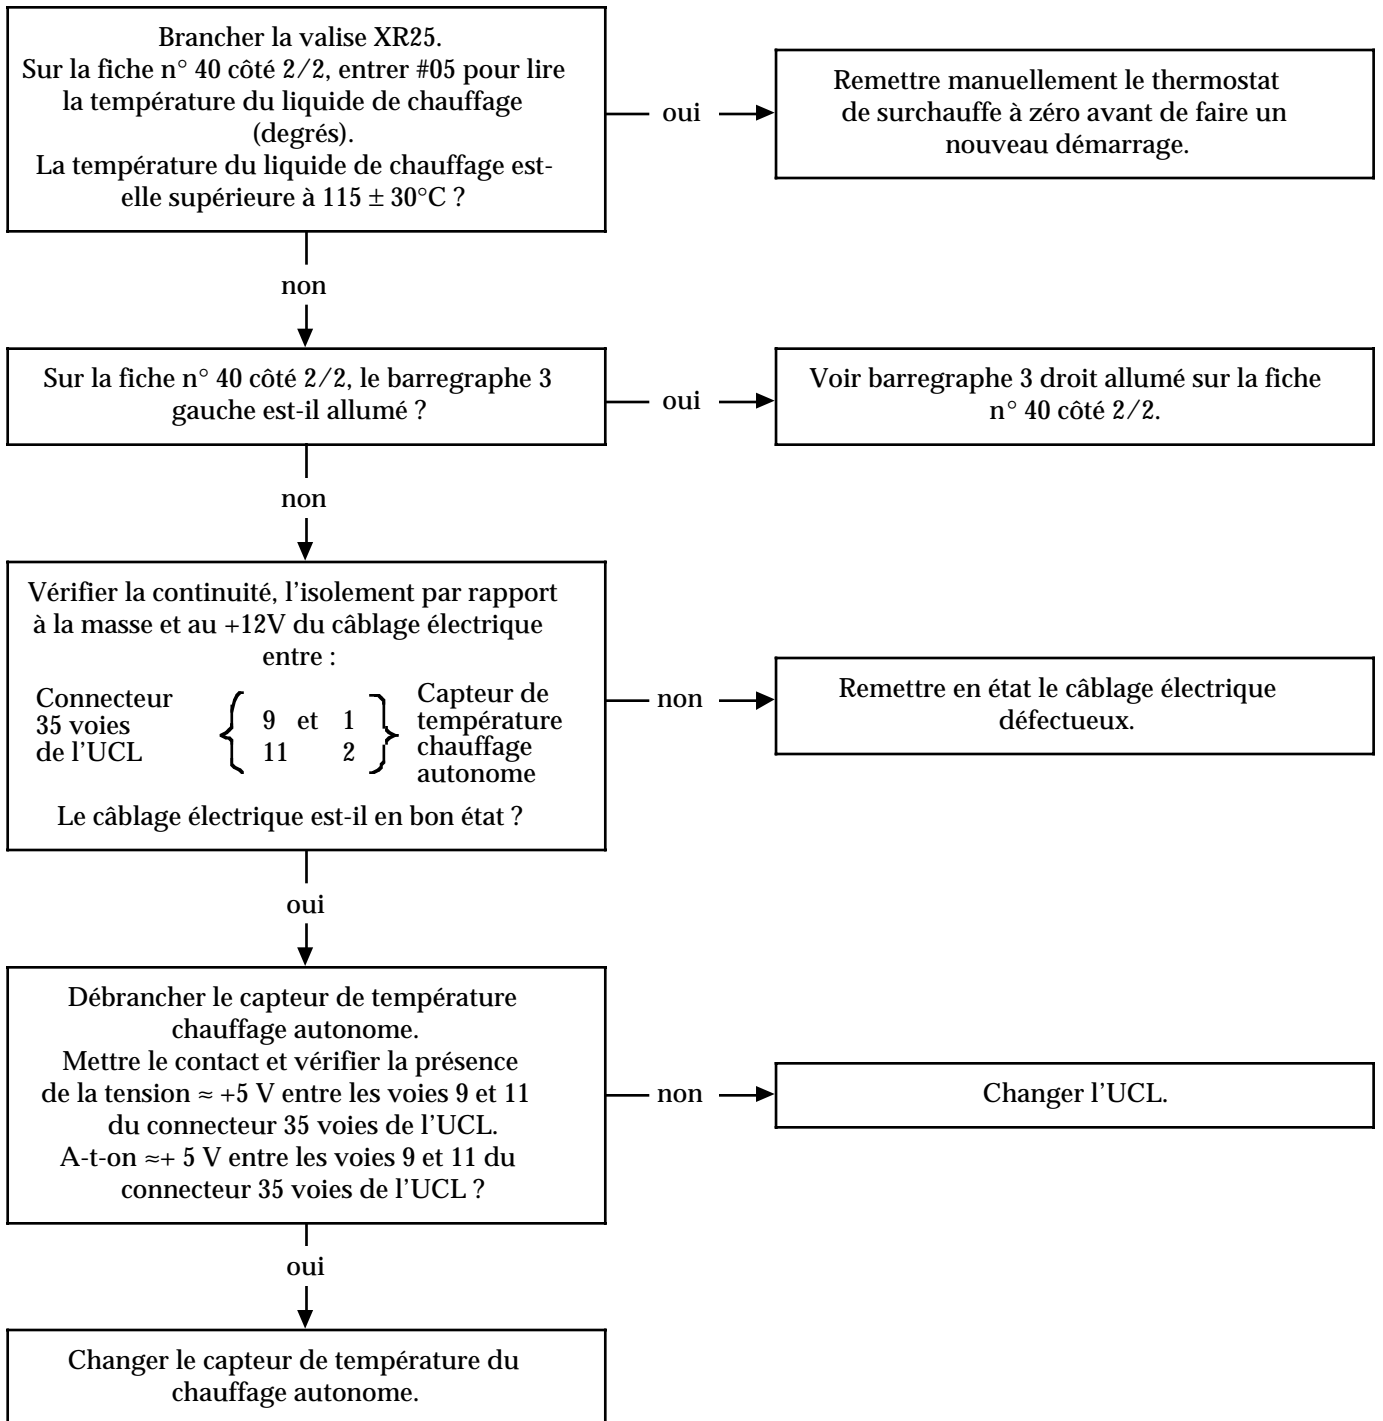 Brancher la valise XR25.
Sur la fiche n° 40 côté 2/2, entrer #05 pour lire
la température du liquide de chauffage
(degrés).
La température du liquide de chauffage est-
elle supérieure à 115 ± 30°C ?
oui
Remettre manuellement le thermostat
de surchauffe à zéro avant de faire un
nouveau démarrage.
non
Sur la fiche n° 40 côté 2/2, le barregraphe 3
gauche est-il allumé ?
oui
Voir barregraphe 3 droit allumé sur la fiche
n° 40 côté 2/2.
non
Vérifier la continuité, l'isolement par rapport
à la masse et au +12V du câblage électrique
entre :
Connecteur
35 voies
de l'UCL
9 et 1
11 2
Capteur de
température
chauffage
autonome
Le câblage électrique est-il en bon état ?
non
Remettre en état le câblage électrique
défectueux.
oui
Débrancher le capteur de température
chauffage autonome.
Mettre le contact et vérifier la présence
de la tension ≈ +5 V entre les voies 9 et 11
du connecteur 35 voies de l'UCL.
A-t-on ≈+ 5 V entre les voies 9 et 11 du
connecteur 35 voies de l'UCL ?
non
Changer l'UCL.
oui
Changer le capteur de température du
chauffage autonome.